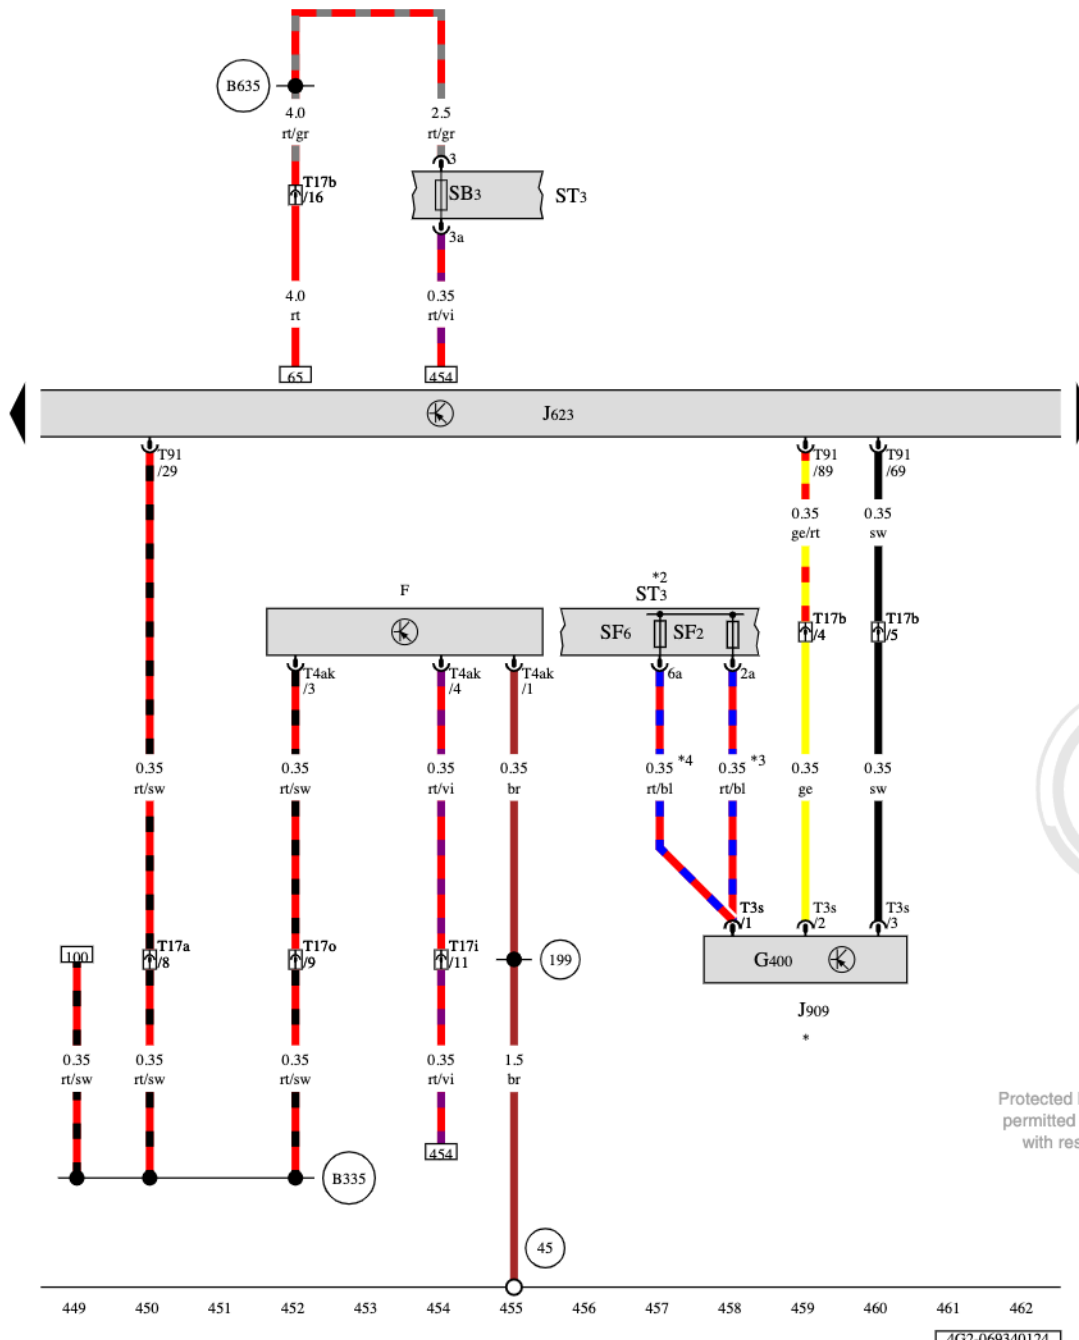 B635
4.0
rt/gr
2.5
rt/gr
3
T17b
/16
SB3
ST3
3a
4.0
rt
0.35
rt/vi
65
454
J623
T91
/29
T91
/89
T91
/69
0.35
ge/rt
0.35
sw
*2
F
ST3
SF6
SF2
T17b
/4
T17b
/5
T4ak
/3
T4ak
/4
T4ak
/1
6a
2a
0.35
rt/sw
0.35
rt/sw
0.35
rt/vi
0.35
br
0.35 *4
rt/bl
0.35 *3
rt/bl
0.35
ge
0.35
sw
T3s
/1
T3s
/2
T3s
/3
100
T17a
/8
T17o
/9
T17i
/11
199
G400
J909
*
0.35
rt/sw
0.35
rt/sw
0.35
rt/sw
0.35
rt/vi
1.5
br
Protected
permitted
with res
454
B335
45
449 450 451 452 453 454 455 456 457 458 459 460 461 462
4G2-069340124